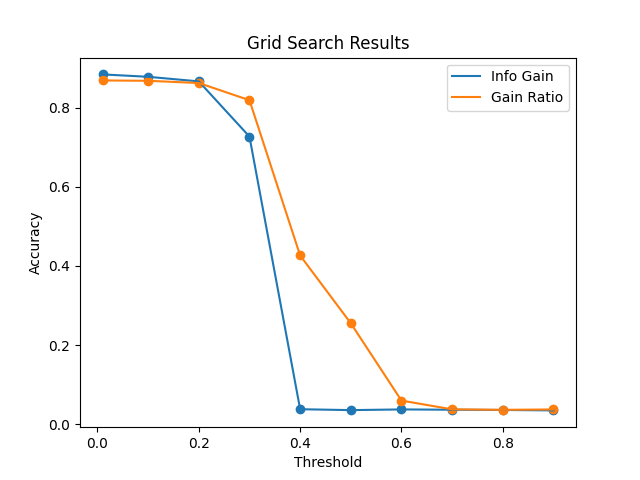 Grid Search Results
Info Gain
Gain Ratio
Accuracy
0.8
0.6
0.4
0.2
0.0
0.0 0.2 0.4 0.6 0.8
Threshold